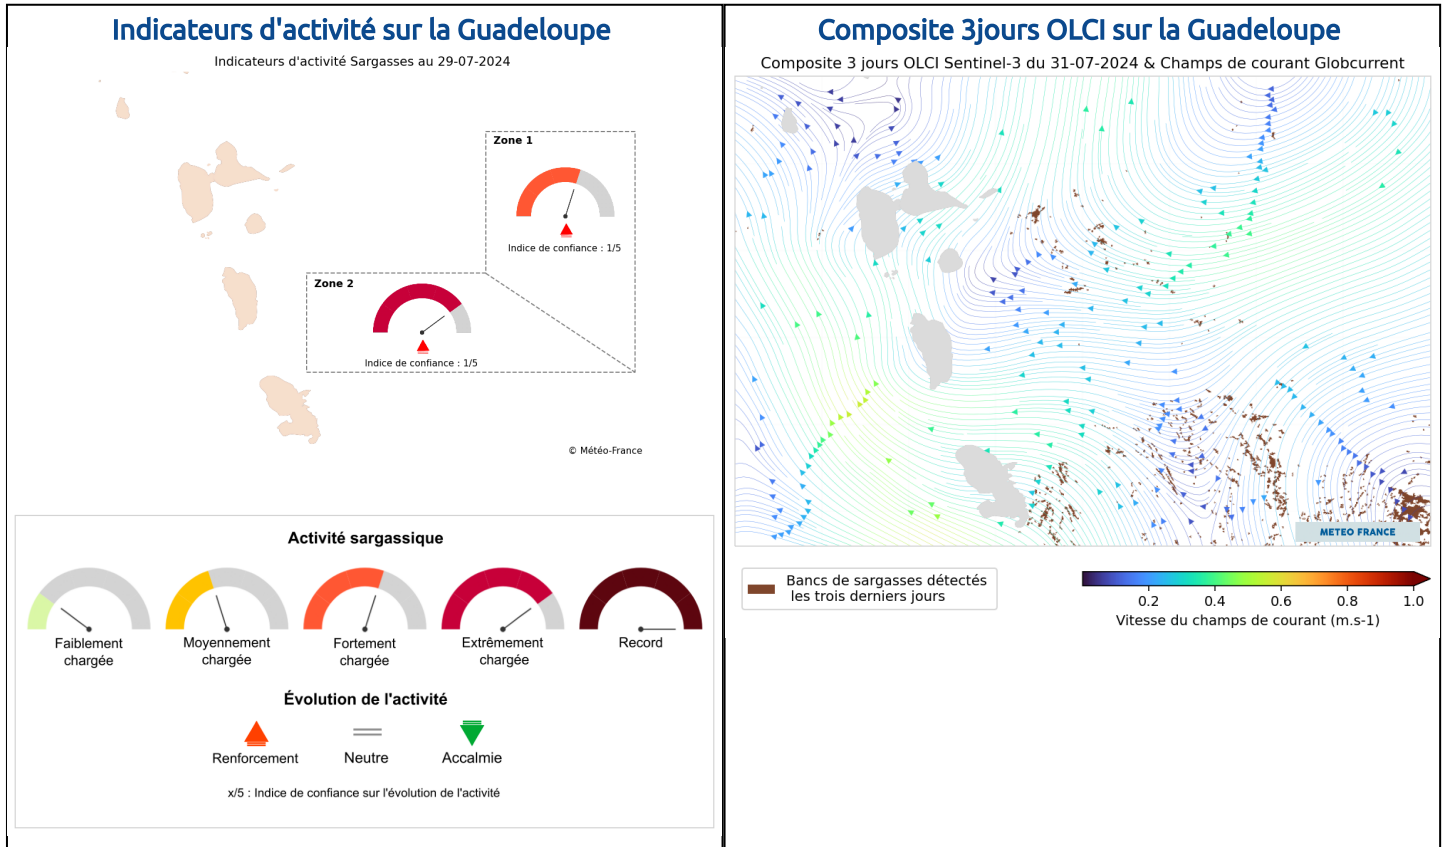 Indicateurs d'activité sur la Guadeloupe
Indicateurs d'activité Sargasses au 29-07-2024
Zone 1
Indice de confiance : 1/5
Zone 2
Indice de confiance : 1/5
© Météo-France
Activité sargassique
Faiblement
chargée
Moyennement
chargée
Fortement
chargée
Extrêmement
chargée
Record
Évolution de l'activité
Renforcement
Neutre
Accalmie
x/5 : Indice de confiance sur l'évolution de l'activité
Composite 3jours OLCI sur la Guadeloupe
Composite 3 jours OLCI Sentinel-3 du 31-07-2024 & Champs de courant Globcurrent
METEO FRANCE
Bancs de sargasses détectés
les trois derniers jours
0.2 0.4 0.6 0.8 1.0
Vitesse du champs de courant (m.s-1)